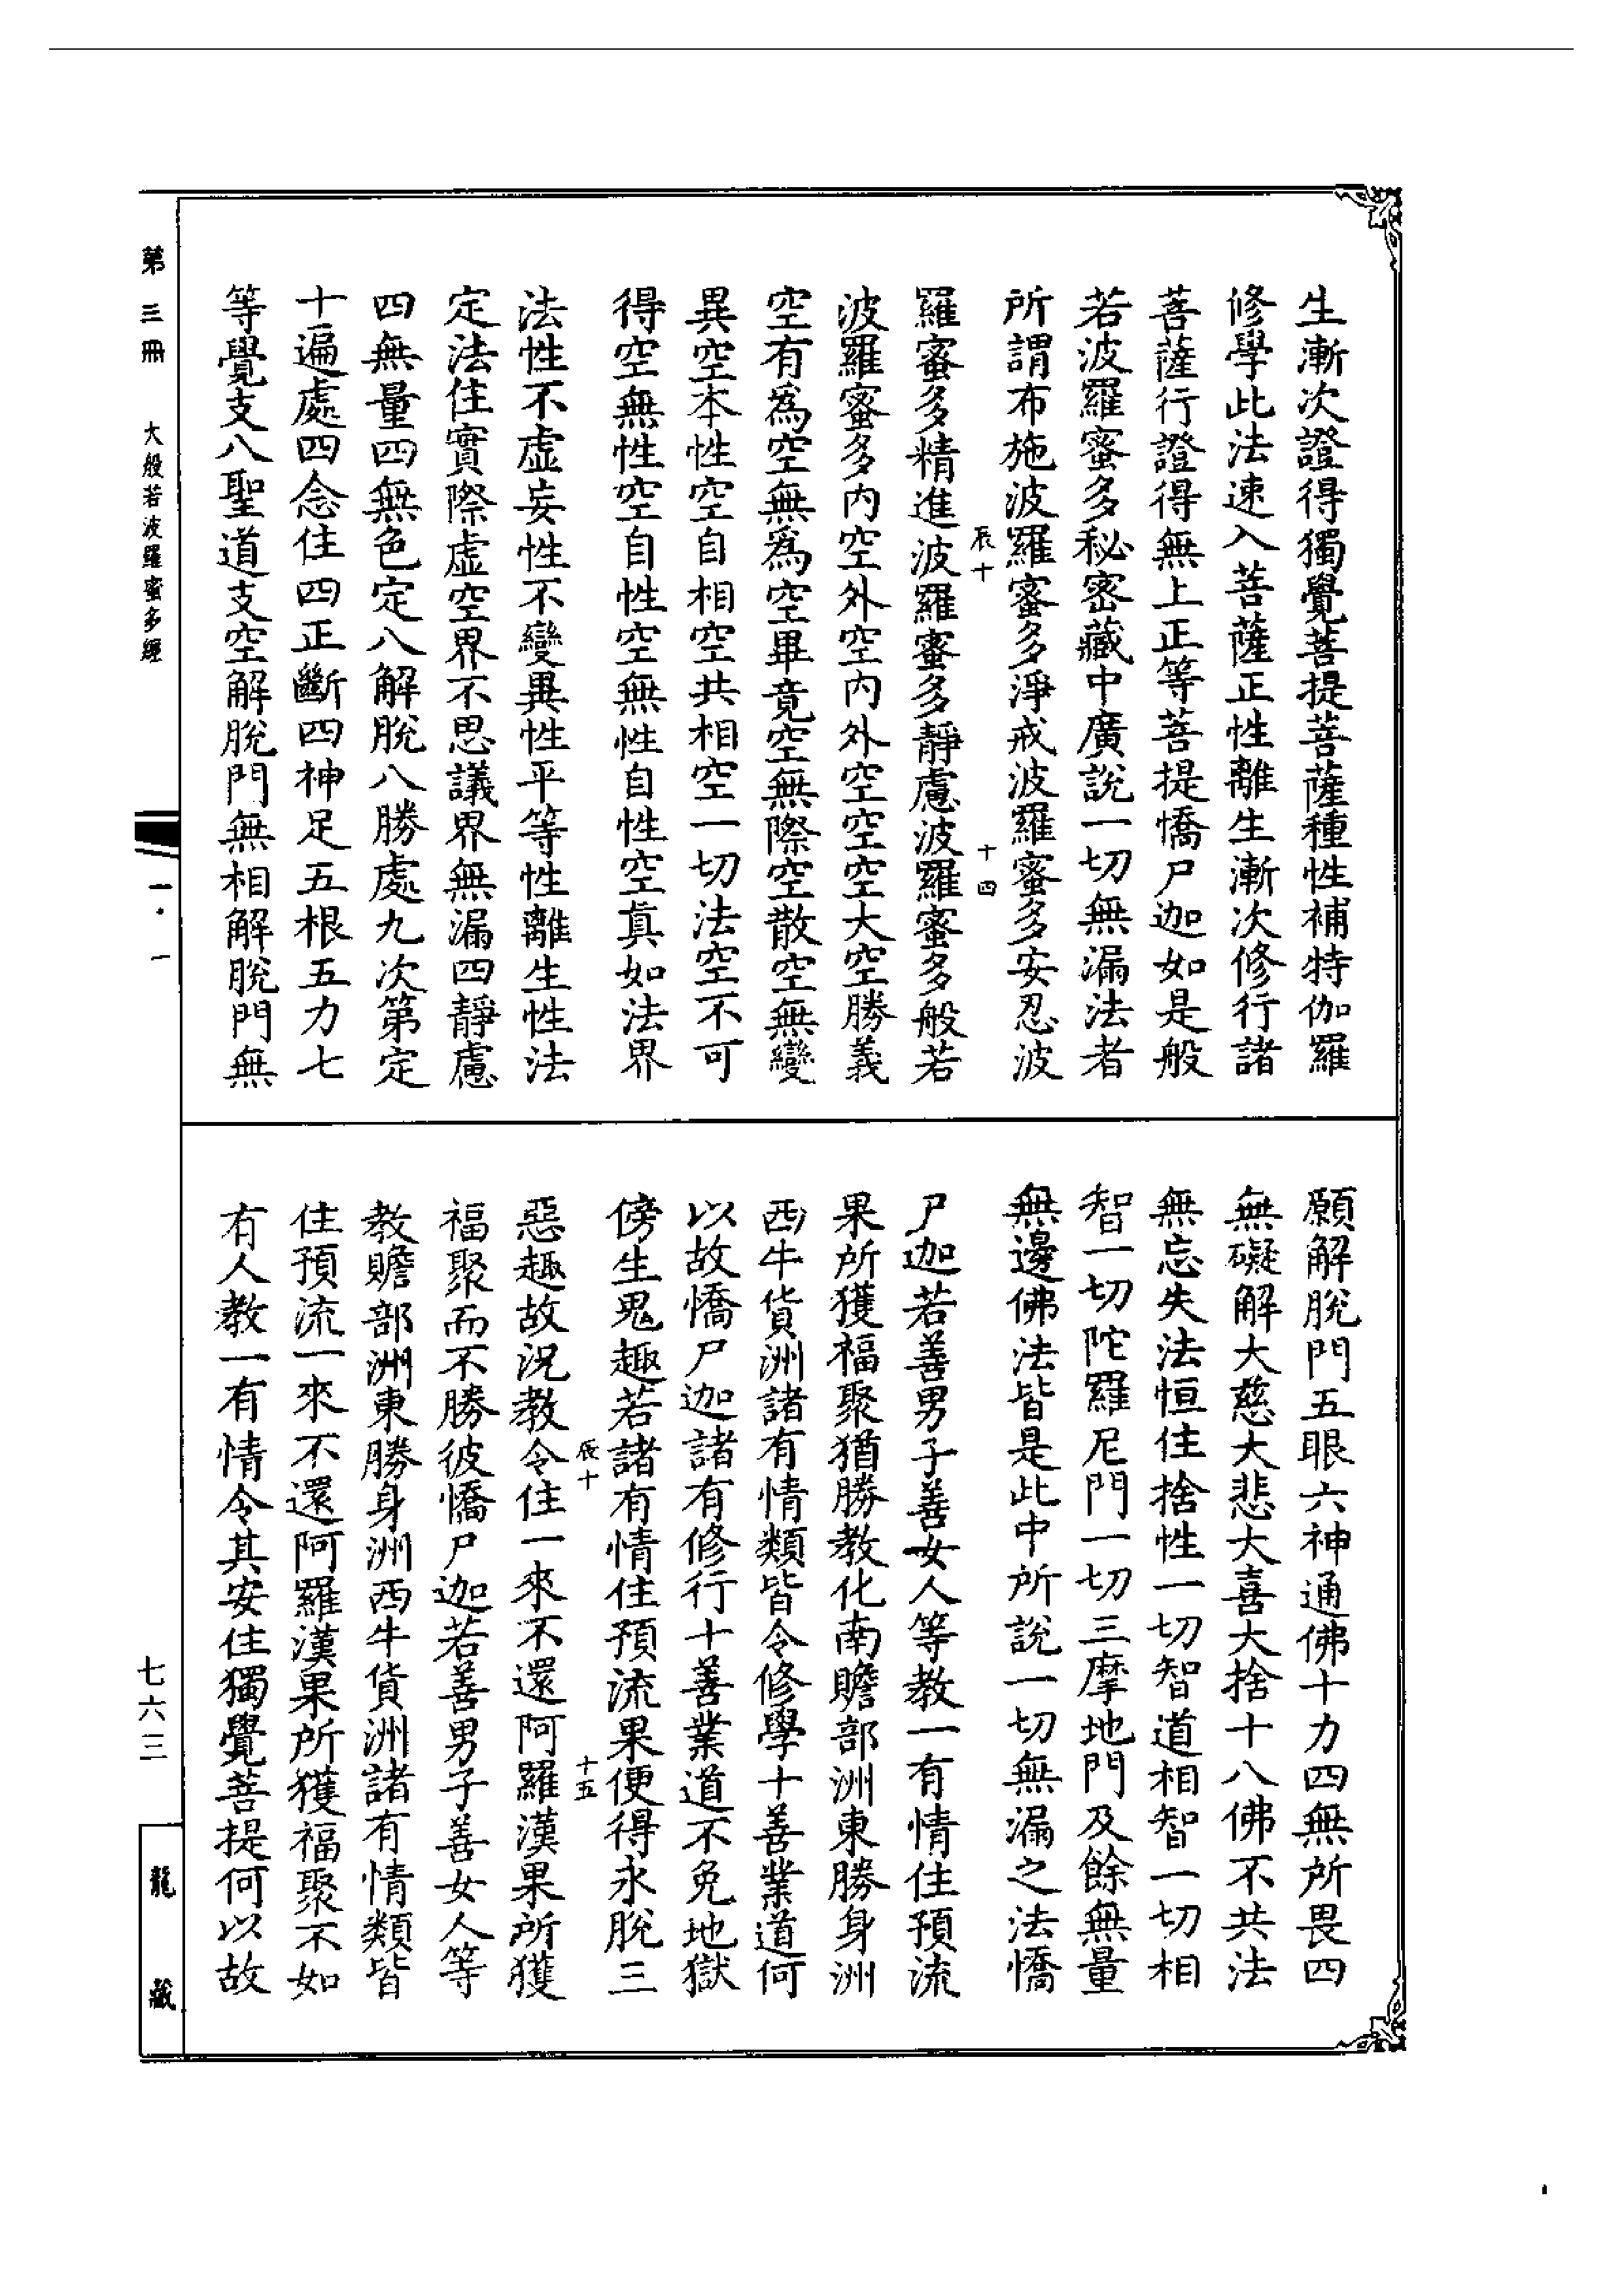 生漸次證得獨覺菩提菩薩種性補特伽羅
修學此法速入菩薩正性離生漸次修行諸
菩薩行證得無上正等菩提憍尸迦如是般
若波羅蜜多秘密藏中廣說一切無漏法者
所謂布施波羅蜜多淨戒波羅蜜多安忍波
辰十
十四
羅蜜多精進波羅蜜多靜慮波羅蜜多般若
波羅蜜多內空外空內外空空空大空勝義
空有爲空無爲空畢竟空無際空散空無變
異空本性空自相空共相空一切法空不可
得空無性空自性空無性自性空真如法界
法性不虛妄性不變異性平等性離生性法
定法住實際虛空界不思議界無漏四靜慮
四無量四無色定八解脫八勝處九次第定
十遍處四念住四正斷四神足五根五力七
等覺支八聖道支空解脫門無相解脫門無
願解脫門五眼六神通佛十力四無所畏四
無礙解大慈大悲大喜大捨十八佛不共法
無忘失法恒住捨性一切智道相智一切相
智一切陀羅尼門一切三摩地門及餘無量
無邊佛法皆是此中所說一切無漏之法憍
尸迦若善男子善女人等教一有情住預流
果所獲福聚猶勝教化南贍部洲東勝身洲
西牛貨洲諸有情類皆令修學十善業道何
以故憍尸迦諸有修行十善業道不免地獄
傍生鬼趣若諸有情住預流果便得永脫三
辰十
十五
惡趣故況教令住一來不還阿羅漢果所獲
福聚而不勝彼憍尸迦若善男子善女人等
教贍部洲東勝身洲西牛貨洲諸有情類皆
住預流一來不還阿羅漢果所獲福聚不如
有人教一有情令其安住獨覺菩提何以故
第三冊
大般若波羅蜜多經
一·一
七六三
龍藏